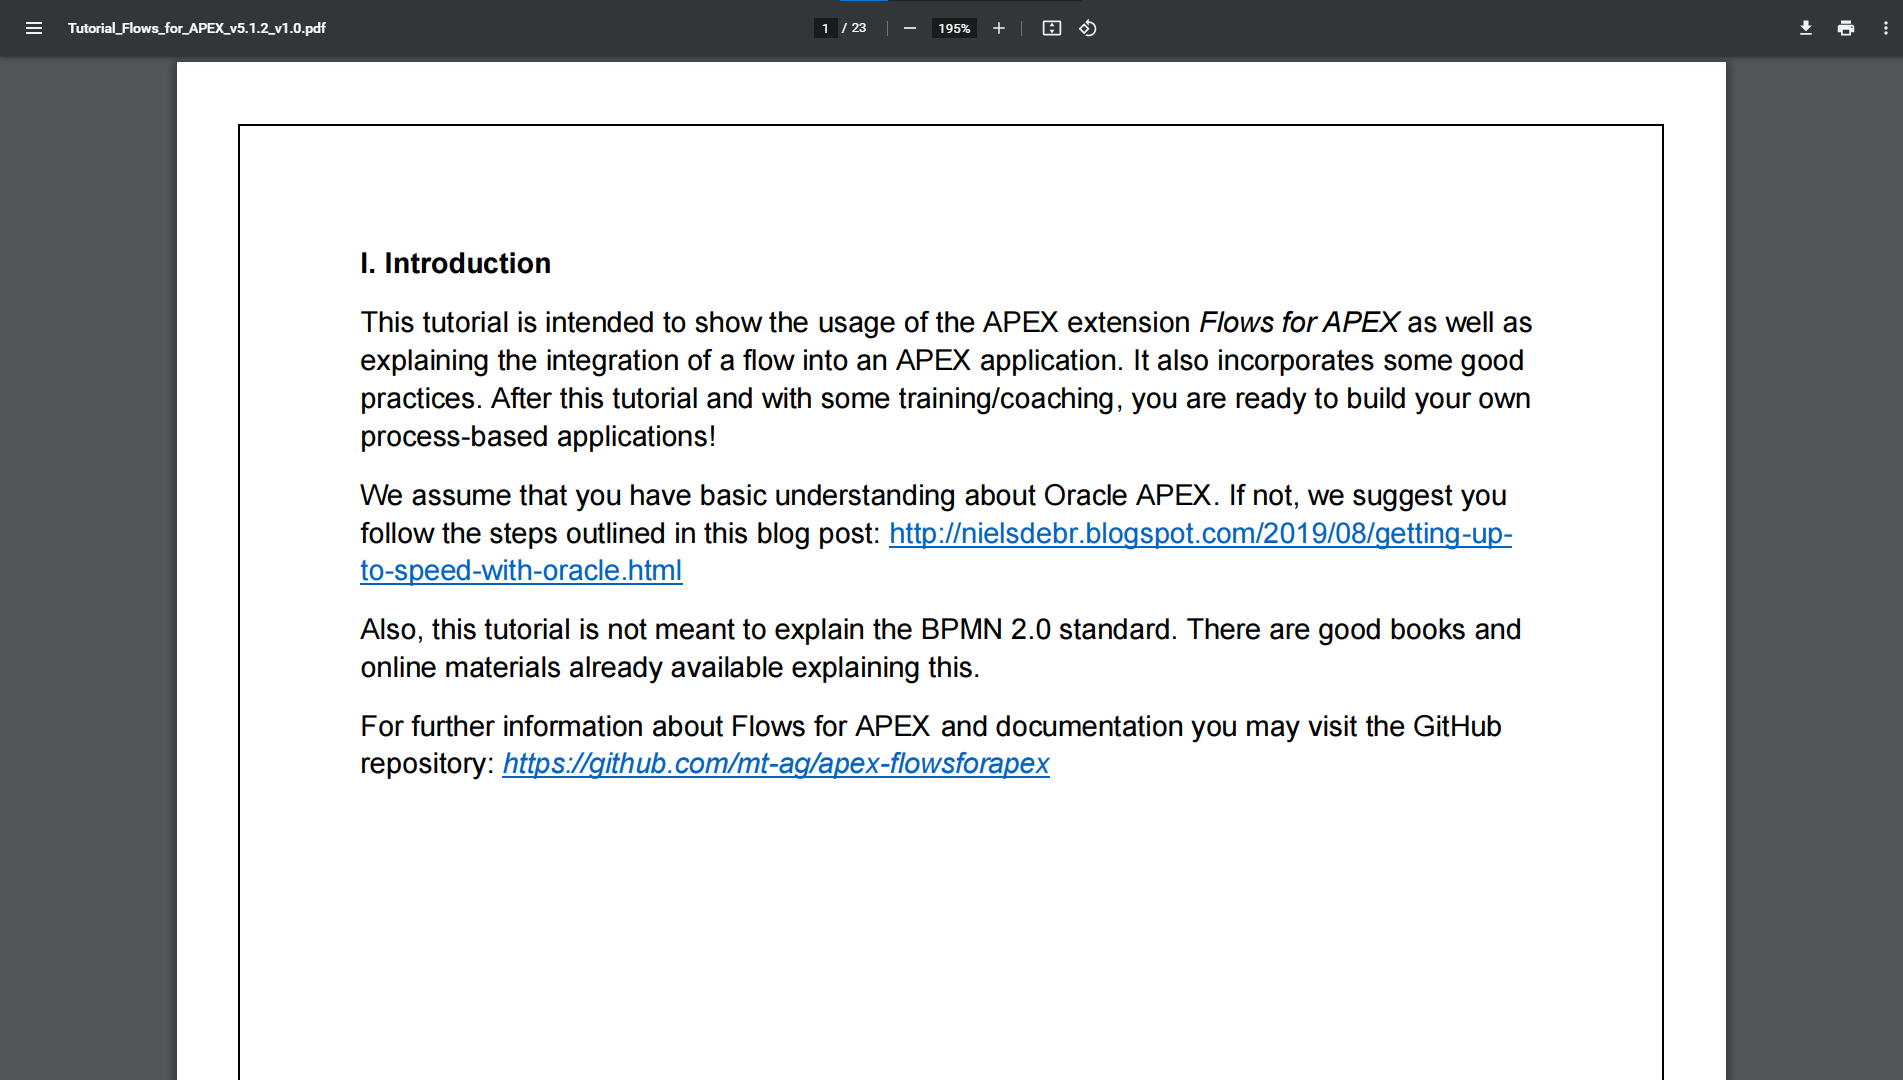 Tutorial_Flows_for_APEX_v5.1.2_v1.0.pdf
1 / 23
195%
I. Introduction
This tutorial is intended to show the usage of the APEX extension Flows for APEX as well as
explaining the integration of a flow into an APEX application. It also incorporates some good
practices. After this tutorial and with some training/coaching, you are ready to build your own
process-based applications!
We assume that you have basic understanding about Oracle APEX. If not, we suggest you
follow the steps outlined in this blog post: http://nielsdebr.blogspot.com/2019/08/getting-up-
to-speed-with-oracle.html
Also, this tutorial is not meant to explain the BPMN 2.0 standard. There are good books and
online materials already available explaining this.
For further information about Flows for APEX and documentation you may visit the GitHub
repository: https://github.com/mt-ag/apex-flowsforapex